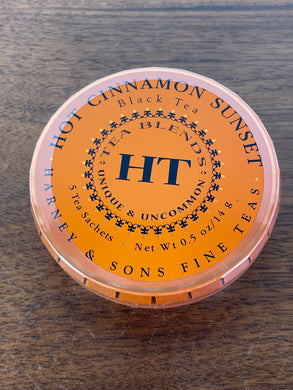 HOT CINNAMON SUNSET
Black Tea
TEA BLENDS
HT
UNIQUE & UNCOMMON
5 Tea Sachets Net Wt 0.5 oz/14 g
HARNEY & SONS FINE TEAS